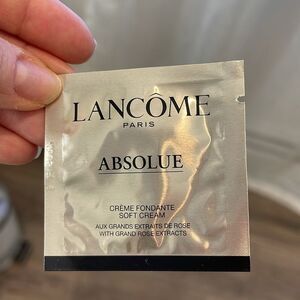 LANCÔME
PARIS
ABSOLUE
CRÈME FONDANTE
SOFT CREAM
AUX GRANDS EXTRAITS DE ROSE
WITH GRAND ROSE EXTRACTS